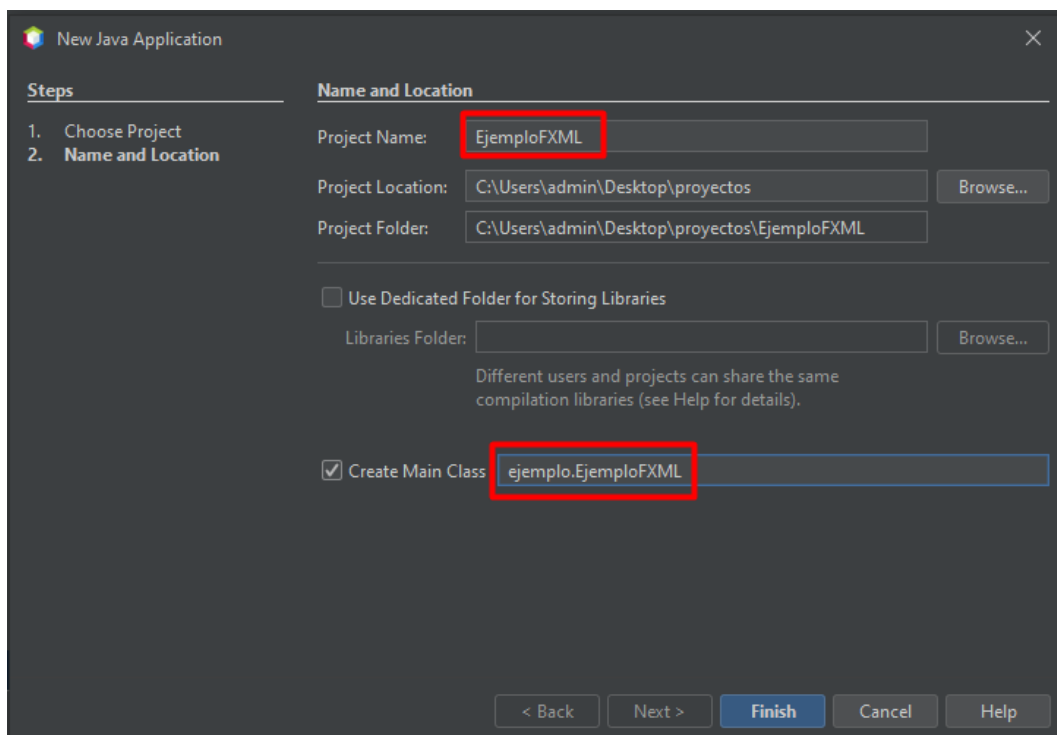 New Java Application
Steps
1. Choose Project
2. Name and Location
Name and Location
Project Name: EjemploFXML
Project Location: C:\Users\admin\Desktop\proyectos Browse...
Project Folder: C:\Users\admin\Desktop\proyectos\EjemploFXML
Use Dedicated Folder for Storing Libraries
Libraries Folder: Browse...
Different users and projects can share the same
compilation libraries (see Help for details).
Create Main Class ejemplo.EjemploFXML
< Back Next > Finish Cancel Help